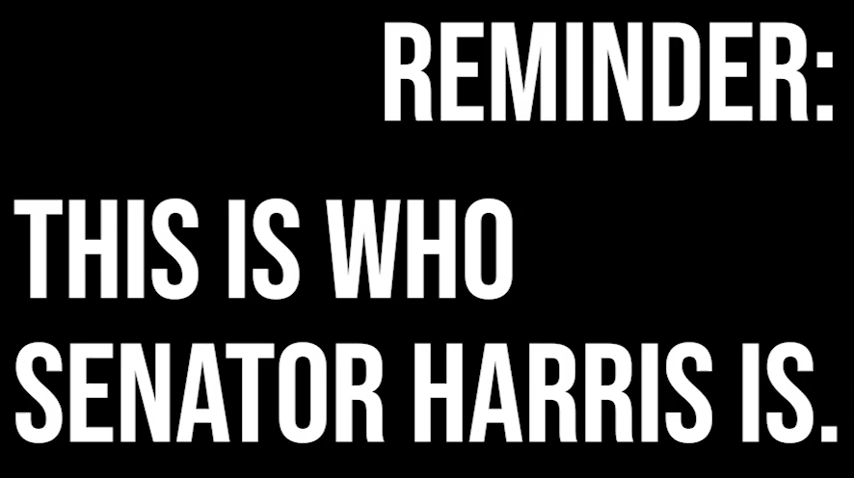 REMINDER:
THIS IS WHO
SENATOR HARRIS IS.